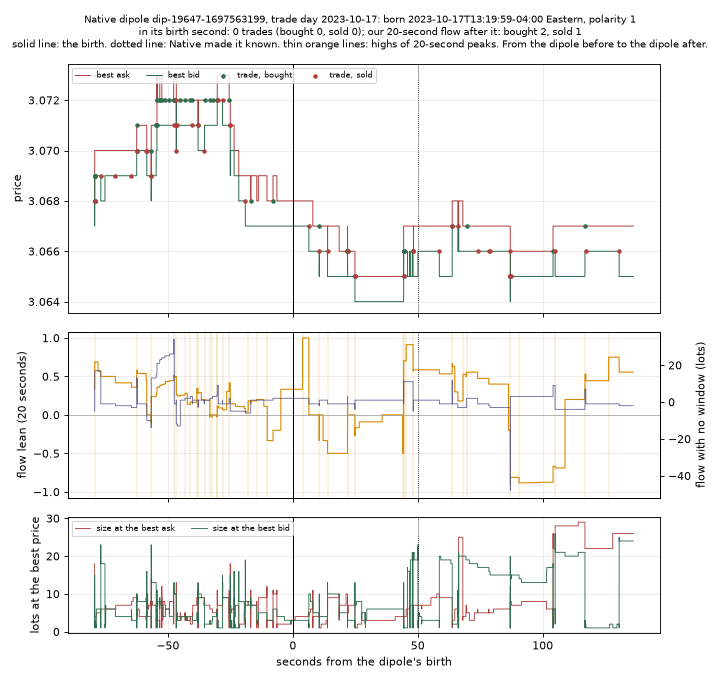 Native dipole dip-19647-1697563199, trade day 2023-10-17: born 2023-10-17T13:19:59-04:00 Eastern, polarity 1
in its birth second: 0 trades (bought 0, sold 0); our 20-second flow after it: bought 2, sold 1
solid line: the birth. dotted line: Native made it known. thin orange lines: highs of 20-second peaks. From the dipole before to the dipole after.
best ask
best bid
trade, bought
trade, sold
3.072
3.070
3.068
3.066
3.064
price
1.0
0.5
0.0
−0.5
−1.0
flow lean (20 seconds)
20
0
−20
−40
flow with no window (lots)
size at the best ask
size at the best bid
30
20
10
0
lots at the best price
−50
0
50
100
seconds from the dipole's birth